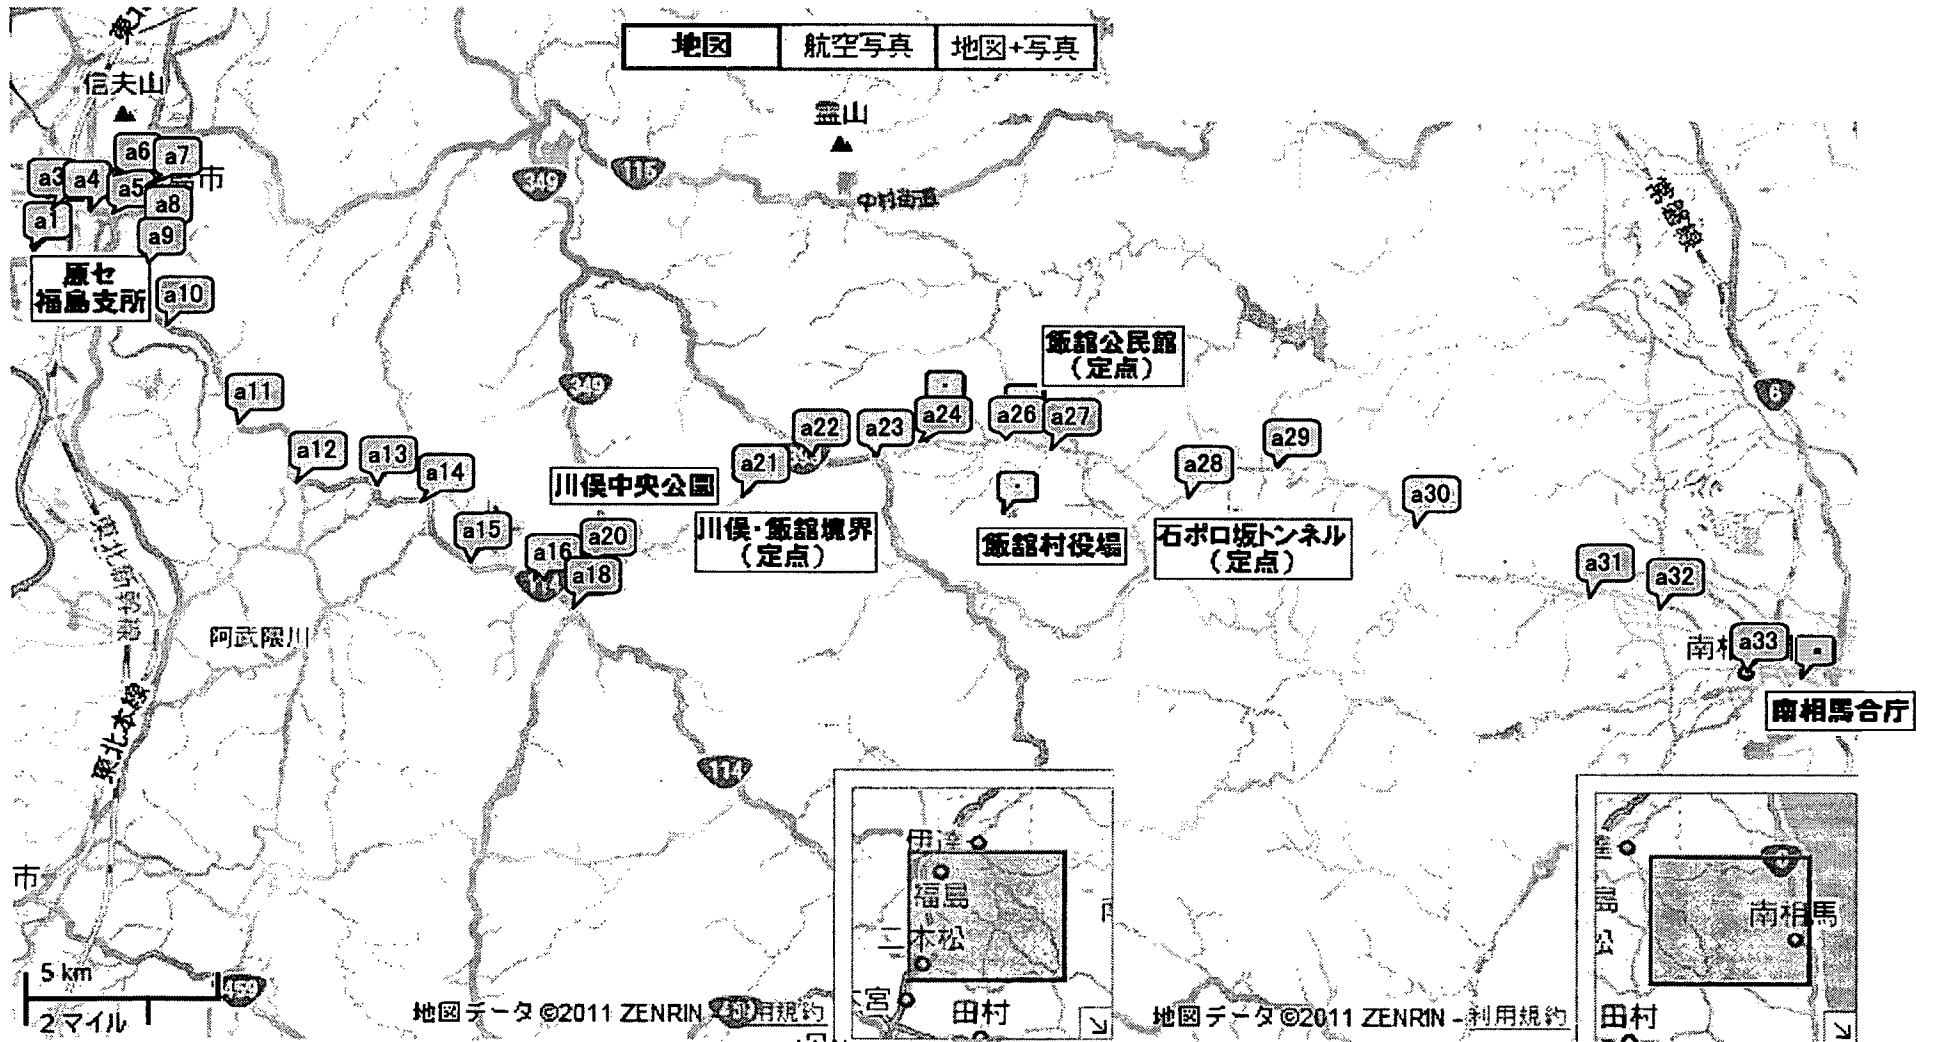 地図
航空写真
地図+写真
信夫山
霊山
a6
a7
a3
a4
a5
市
a8
a1
a9
349
115
中村街道
常磐線
原セ
福島支所
a10
飯舘公民館
(定点)
349
6
a11
a22
a23
a24
a26
a27
a12
a13
a14
a21
a28
a29
川俣中央公園
a30
川俣・飯舘境界
(定点)
飯舘村役場
石ポロ坂トンネル
(定点)
a15
a16
a20
a18
東北新幹線
a31
a32
阿武隈川
a33
南相馬合庁
東北本線
114
伊達
福島
二本松
南相馬
市
5 km
2 マイル
459
地図データ ©2011 ZENRIN
利用規約
田村
地図データ ©2011 ZENRIN - 利用規約
田村